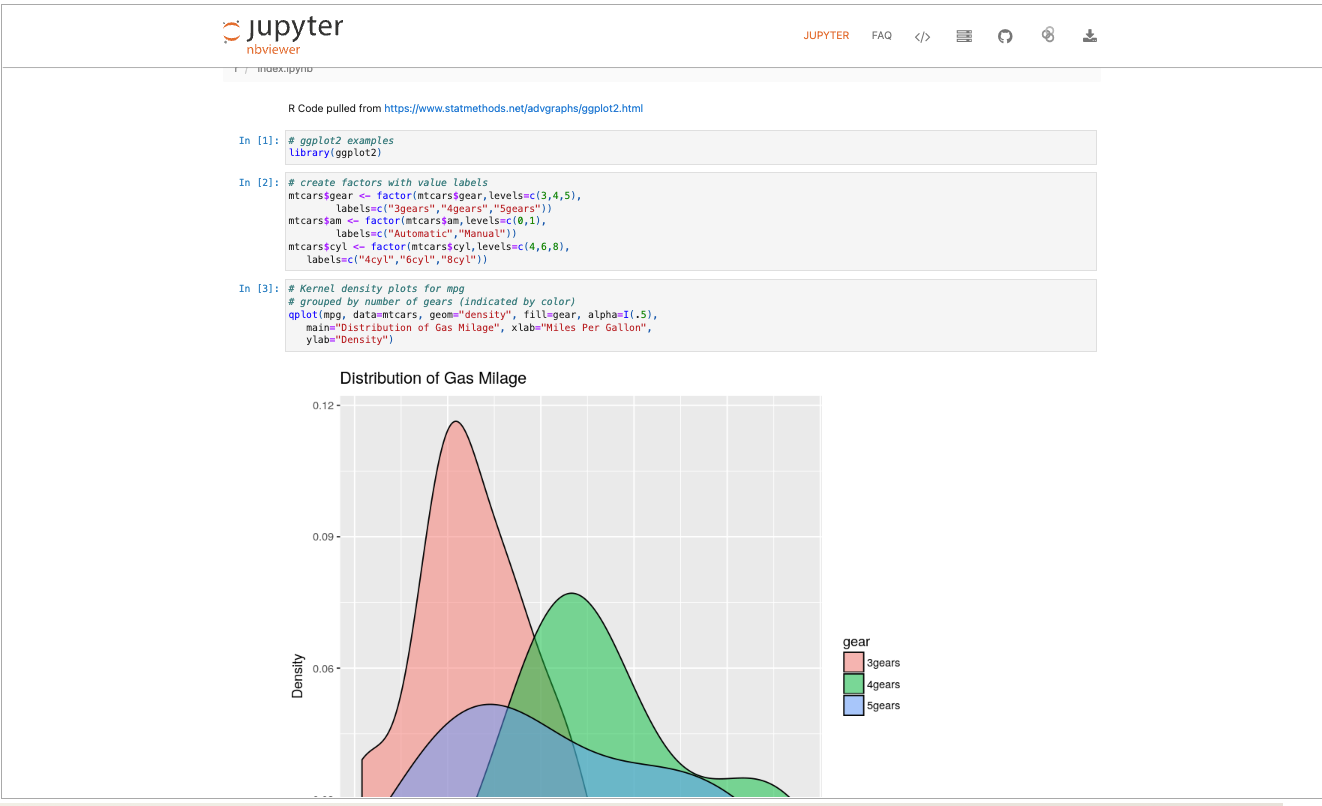 jupyter
nbviewer
JUPYTER FAQ </>
/ index.ipynb
R Code pulled from https://www.statmethods.net/advgraphs/ggplot2.html
In [1]:
# ggplot2 examples
library(ggplot2)
In [2]:
# create factors with value labels
mtcars$gear <- factor(mtcars$gear,levels=c(3,4,5),
labels=c("3gears","4gears","5gears"))
mtcars$am <- factor(mtcars$am,levels=c(0,1),
labels=c("Automatic","Manual"))
mtcars$cyl <- factor(mtcars$cyl,levels=c(4,6,8),
labels=c("4cyl","6cyl","8cyl"))
In [3]:
# Kernel density plots for mpg
# grouped by number of gears (indicated by color)
qplot(mpg, data=mtcars, geom="density", fill=gear, alpha=I(.5),
main="Distribution of Gas Milage", xlab="Miles Per Gallon",
ylab="Density")
Distribution of Gas Milage
0.12
0.09
0.06
Density
gear
3gears
4gears
5gears